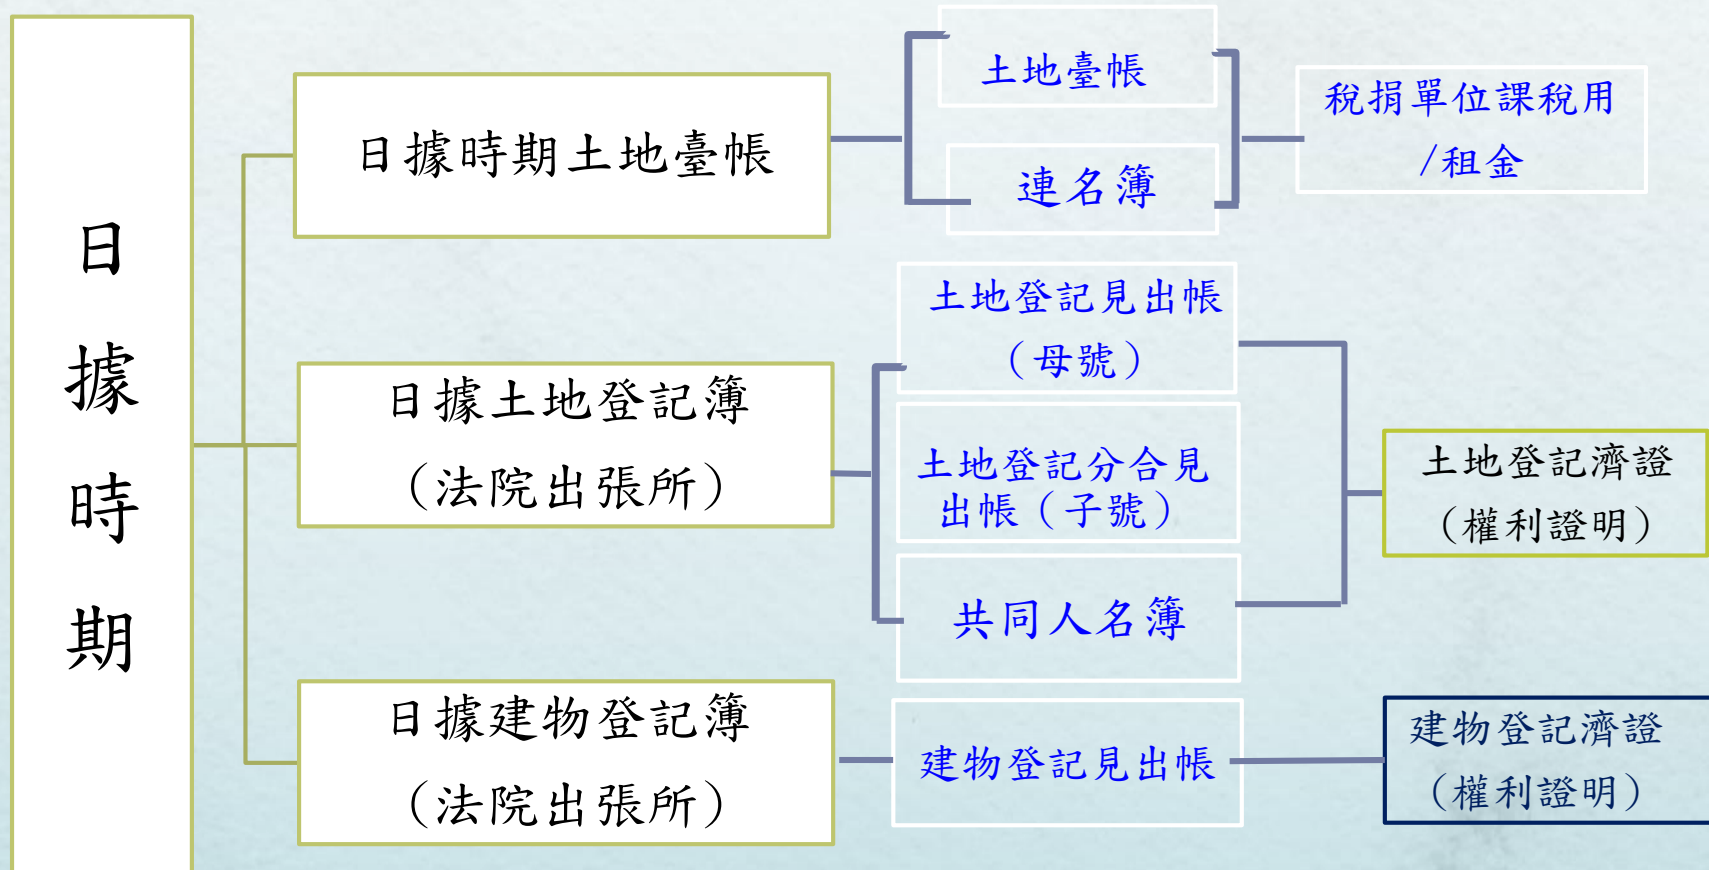 日據時期
日據時期土地臺帳
土地臺帳
連名簿
稅捐單位課稅用
/租金
日據土地登記簿
（法院出張所）
土地登記見出帳
（母號）
土地登記分合見
出帳（子號）
共同人名簿
土地登記濟證
（權利證明）
日據建物登記簿
（法院出張所）
建物登記見出帳
建物登記濟證
（權利證明）